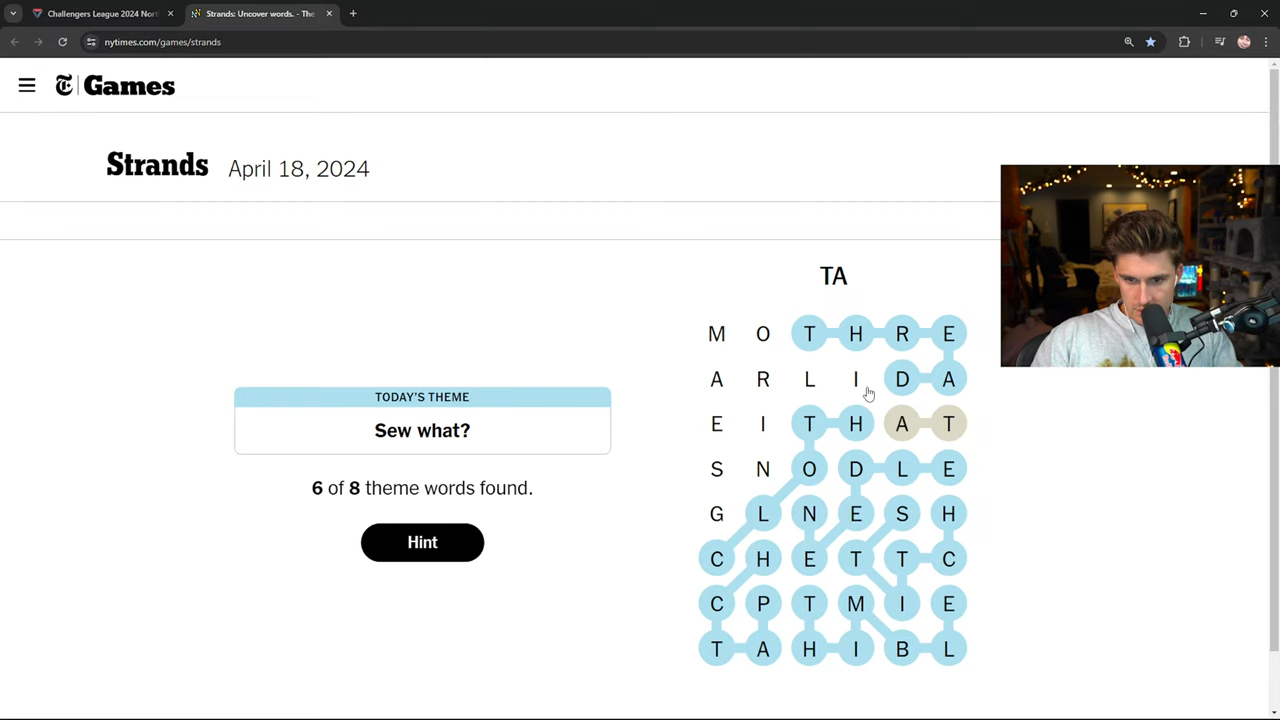 Challengers League 2024 Nort
Strands: Uncover words. - The
nytimes.com/games/strands
T Games
Strands April 18, 2024
TA
M O T H R E
A R L I D A
E I T H A T
S N O D L E
G L N E S H
C H E T T C
C P T M I E
T A H I B L
TODAY'S THEME
Sew what?
6 of 8 theme words found.
Hint